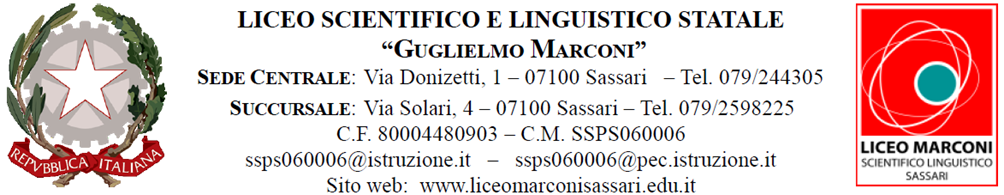 LICEO SCIENTIFICO E LINGUISTICO STATALE
“GUGLIELMO MARCONI”
SEDE CENTRALE: Via Donizetti, 1 – 07100 Sassari – Tel. 079/244305
SUCCURSALE: Via Solari, 4 – 07100 Sassari – Tel. 079/2598225
C.F. 80004480903 – C.M. SSPS060006
ssps060006@istruzione.it – ssps060006@pec.istruzione.it
Sito web: www.liceomarconisassari.edu.it
REPVBBLICA ITALIANA
LICEO MARCONI
SCIENTIFICO LINGUISTICO
SASSARI